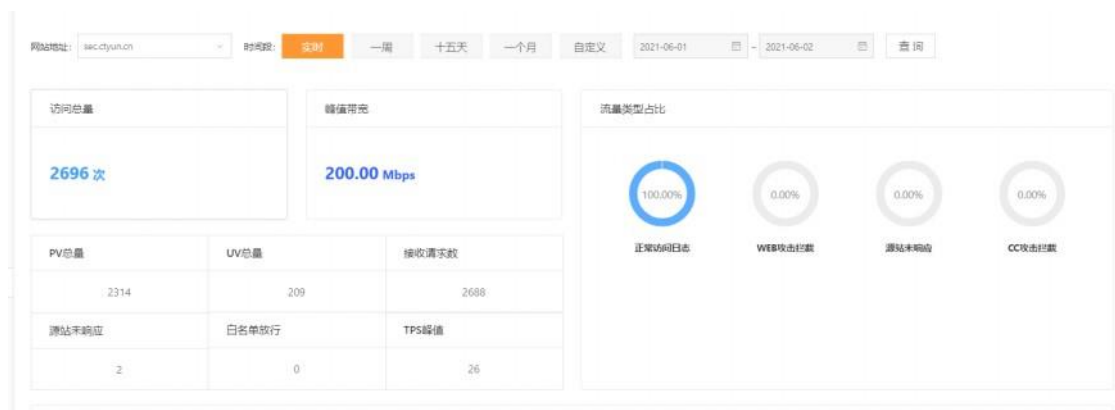 网站地址: sec.ctyun.cn 时间段: 实时 一周 十五天 一个月 自定义 2021-06-01 - 2021-06-02 查询
访问总量 峰值带宽 流量类型占比
2696 次 200.00 Mbps
100.00% 0.00% 0.00% 0.00%
正常访问日志 WEB攻击拦截 源站未响应 CC攻击拦截
PV总量 UV总量 接收请求数
2314 209 2688
源站未响应 白名单放行 TPS峰值
2 0 26